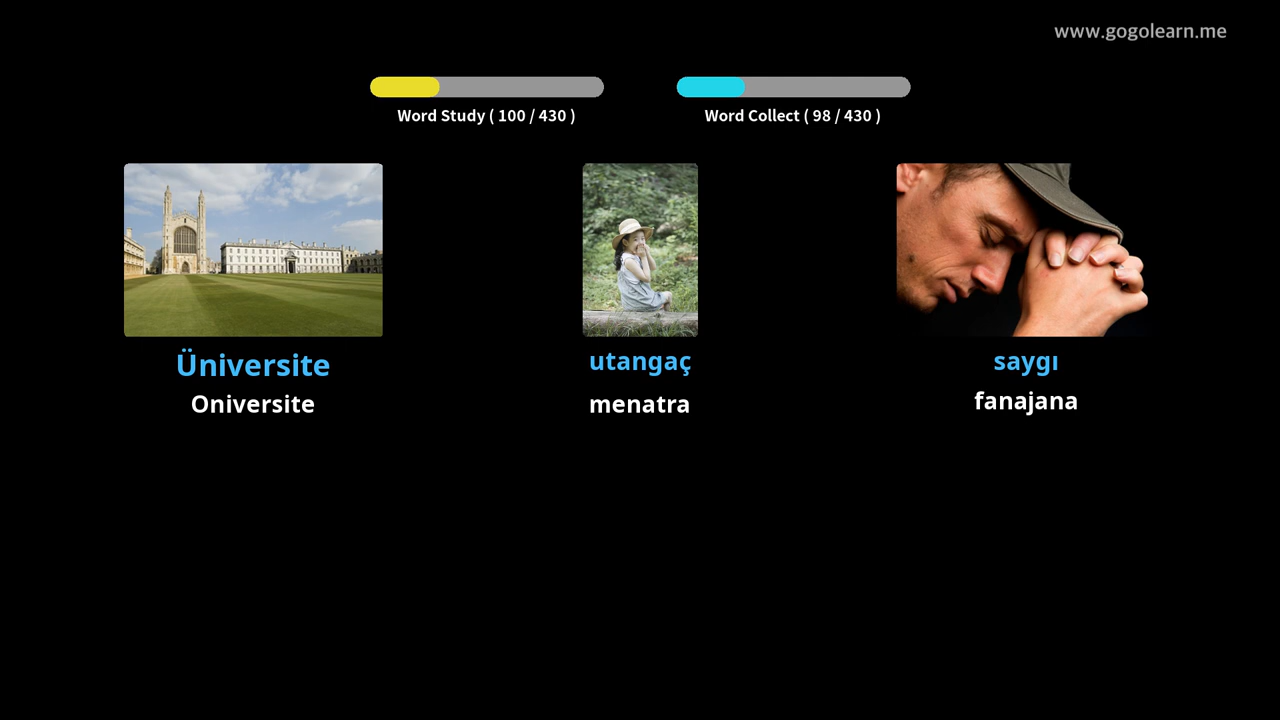 www.gogolearn.me
Word Study ( 100 / 430 )
Word Collect ( 98 / 430 )
Üniversite
Oniversite
utangaç
menatra
saygı
fanajana